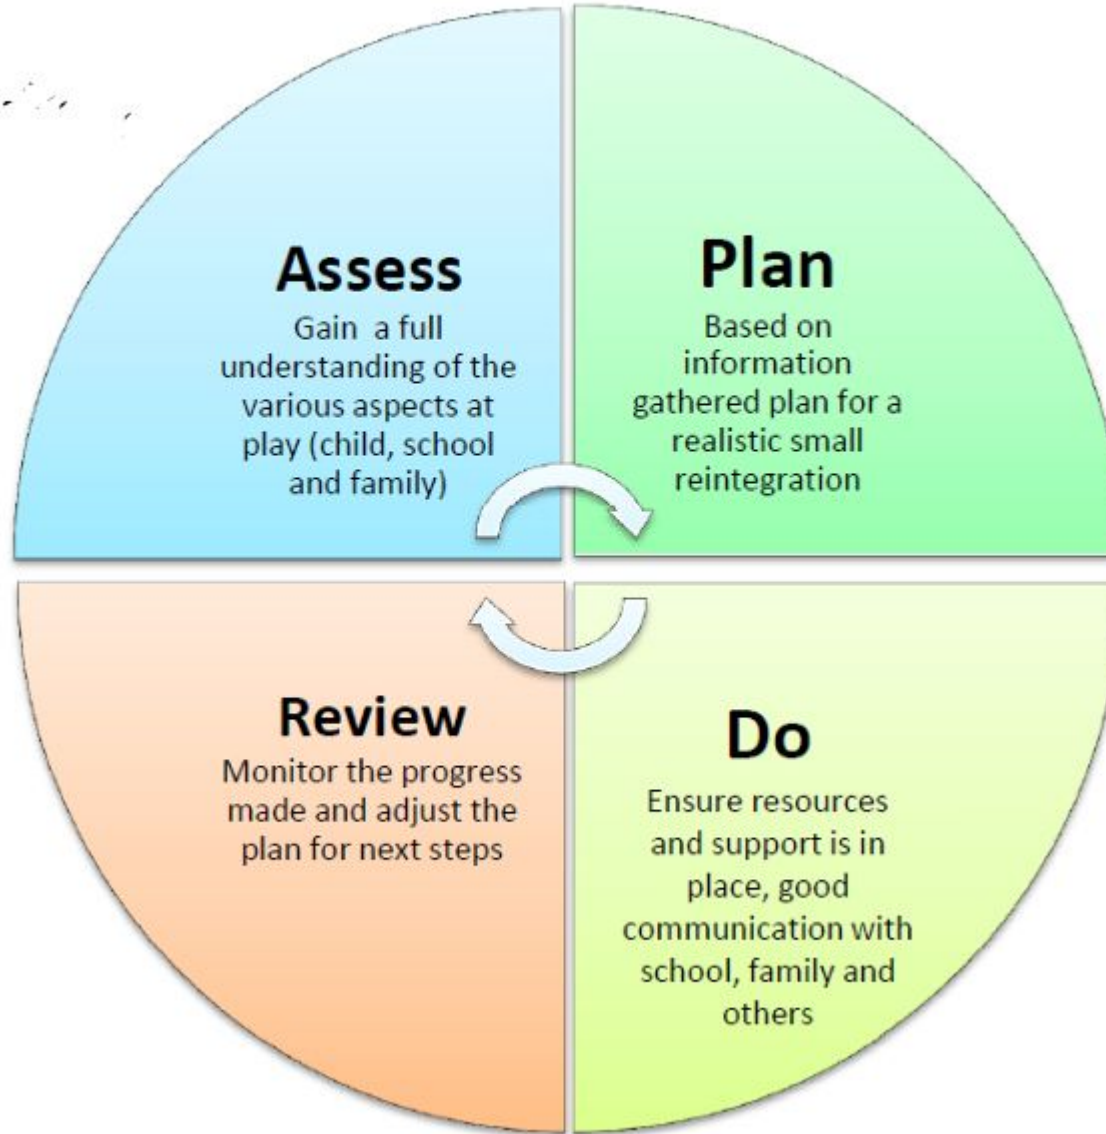 Assess
Gain a full
understanding of the
various aspects at
play (child, school
and family)
Plan
Based on
information
gathered plan for a
realistic small
reintegration
Review
Monitor the progress
made and adjust the
plan for next steps
Do
Ensure resources
and support is in
place, good
communication with
school, family and
others